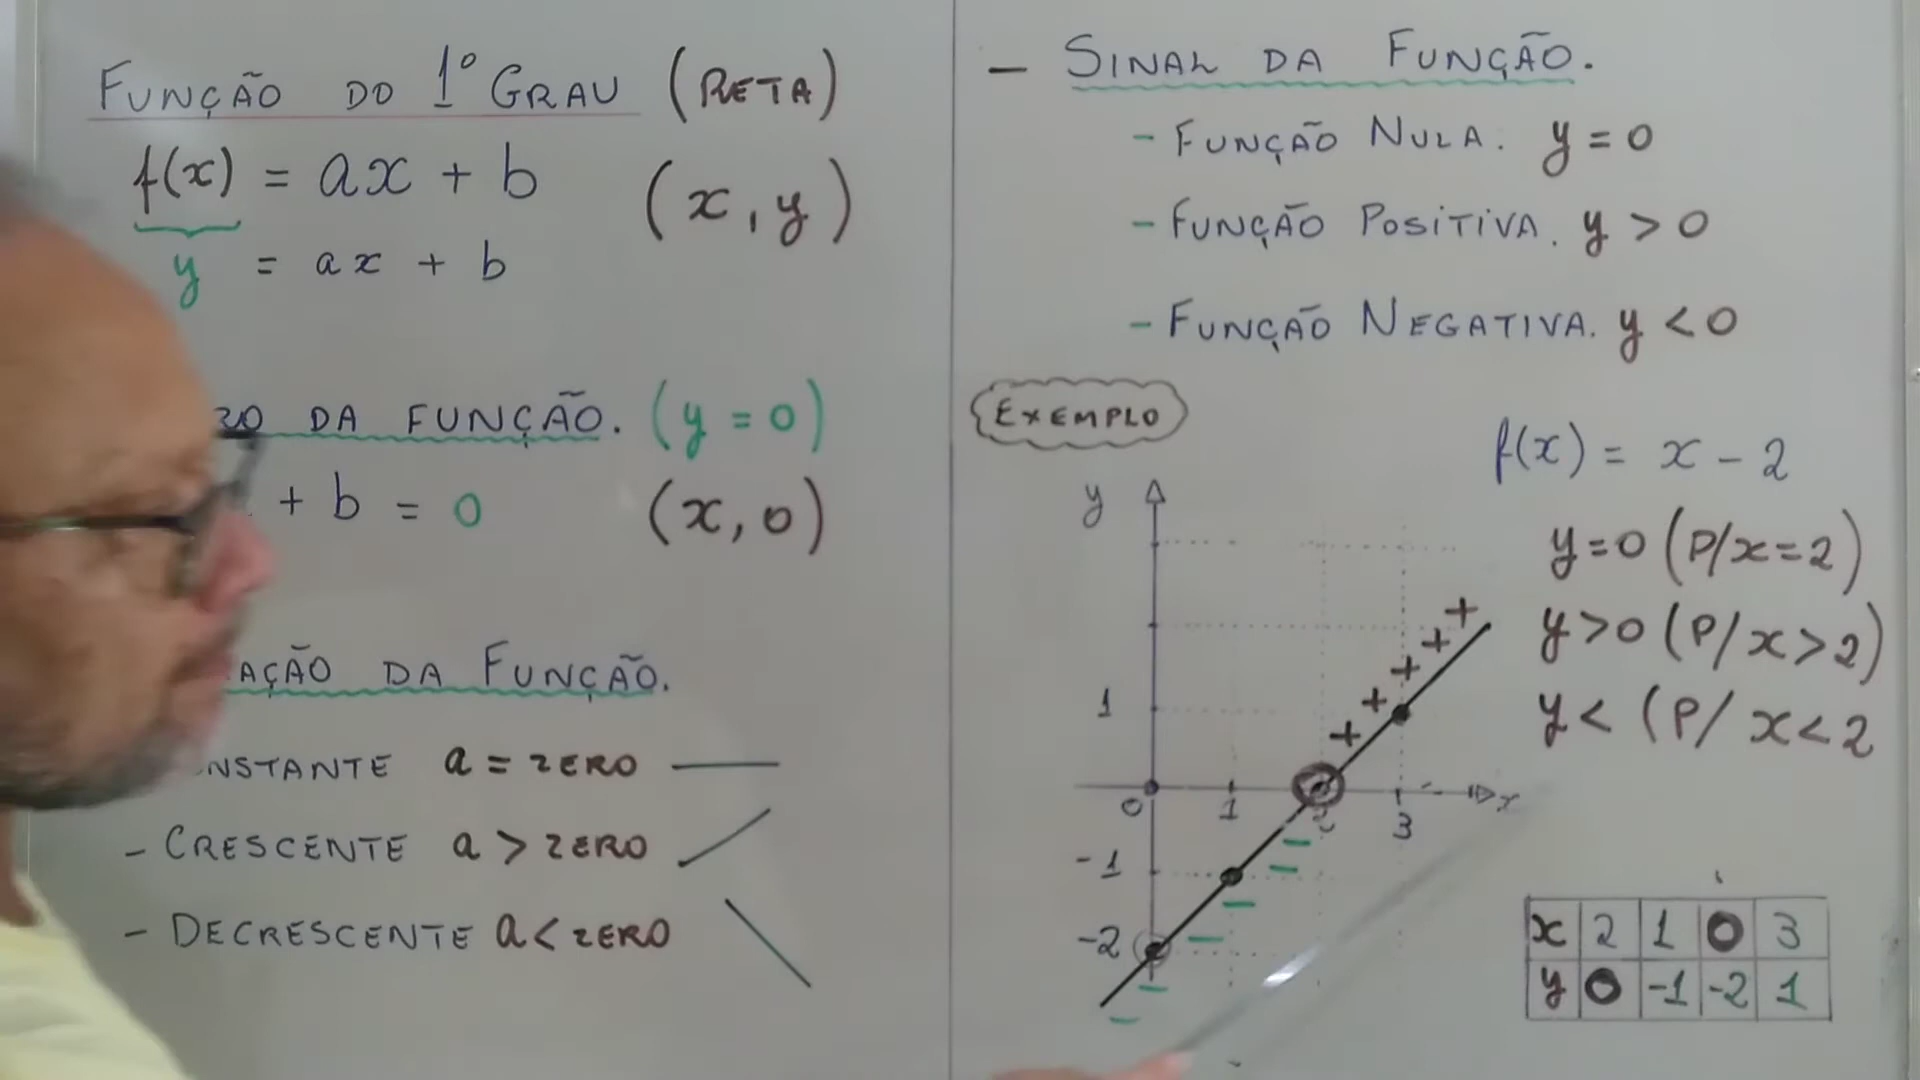 FUNÇÃO DO 1º GRAU (RETA)
f(x) = ax + b (x, y)
y = ax + b
DA FUNÇÃO. (y = 0)
+ b = 0 (x, 0)
DA FUNÇÃO.
a = ZERO
- CRESCENTE a > ZERO
- DECRESCENTE a < ZERO
- SINAL DA FUNÇÃO.
- FUNÇÃO NULA: y = 0
- FUNÇÃO POSITIVA. y > 0
- FUNÇÃO NEGATIVA. y < 0
EXEMPLO
f(x) = x - 2
y = 0 (P/x = 2)
y > 0 (P/x > 2)
y < (P/ x < 2
y
+ + + + +
1
0 1 2 3 x
-1
-2
x 2 1 0 3
y 0 -1 -2 1